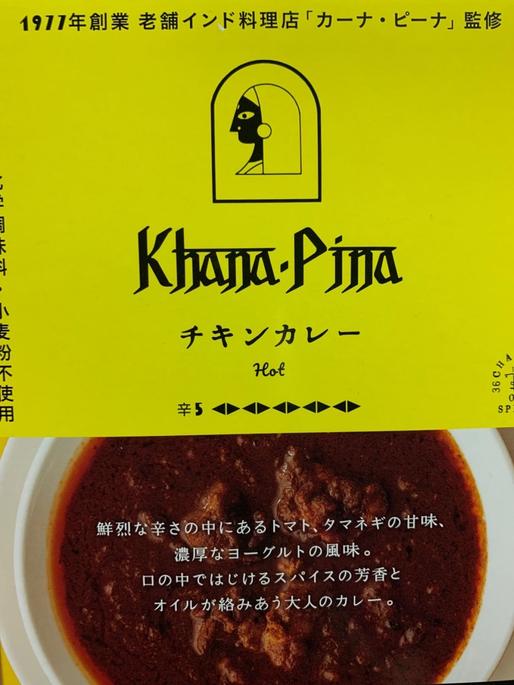 1977年創業 老舗インド料理店「カーナ・ピーナ」監修
Khana・Pina
チキンカレー
Hot
辛5
化学調味料・小麦粉不使用
鮮烈な辛さの中にあるトマト、タマネギの甘味、
濃厚なヨーグルトの風味。
口の中ではじけるスパイスの芳香と
オイルが絡みあう大人のカレー。